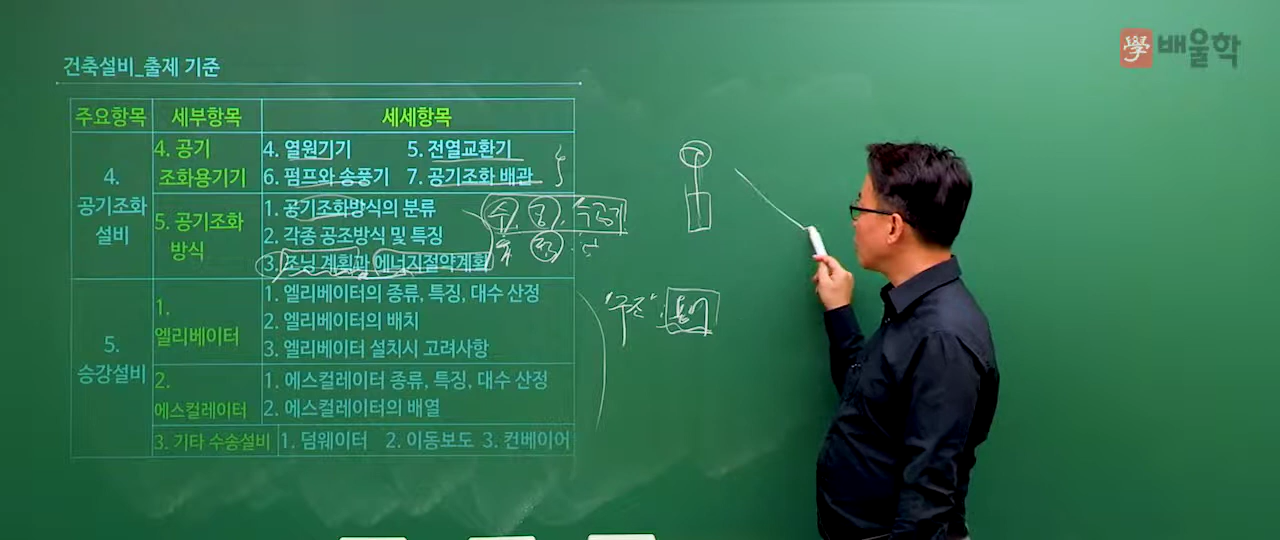 건축설비_출제 기준
學 배울학
주요항목 세부항목 세세항목
4. 공기조화 설비
4. 공기 조화용기기
4. 열원기기 5. 전열교환기
6. 펌프와 송풍기 7. 공기조화 배관
5. 공기조화 방식
1. 공기조화방식의 분류
2. 각종 공조방식 및 특징
3. 조닝 계획과 에너지절약계획
5. 승강설비
1. 엘리베이터
1. 엘리베이터의 종류, 특징, 대수 산정
2. 엘리베이터의 배치
3. 엘리베이터 설치시 고려사항
2. 에스컬레이터
1. 에스컬레이터 종류, 특징, 대수 산정
2. 에스컬레이터의 배열
3. 기타 수송설비 1. 덤웨이터 2. 이동보도 3. 컨베이어
"구조"